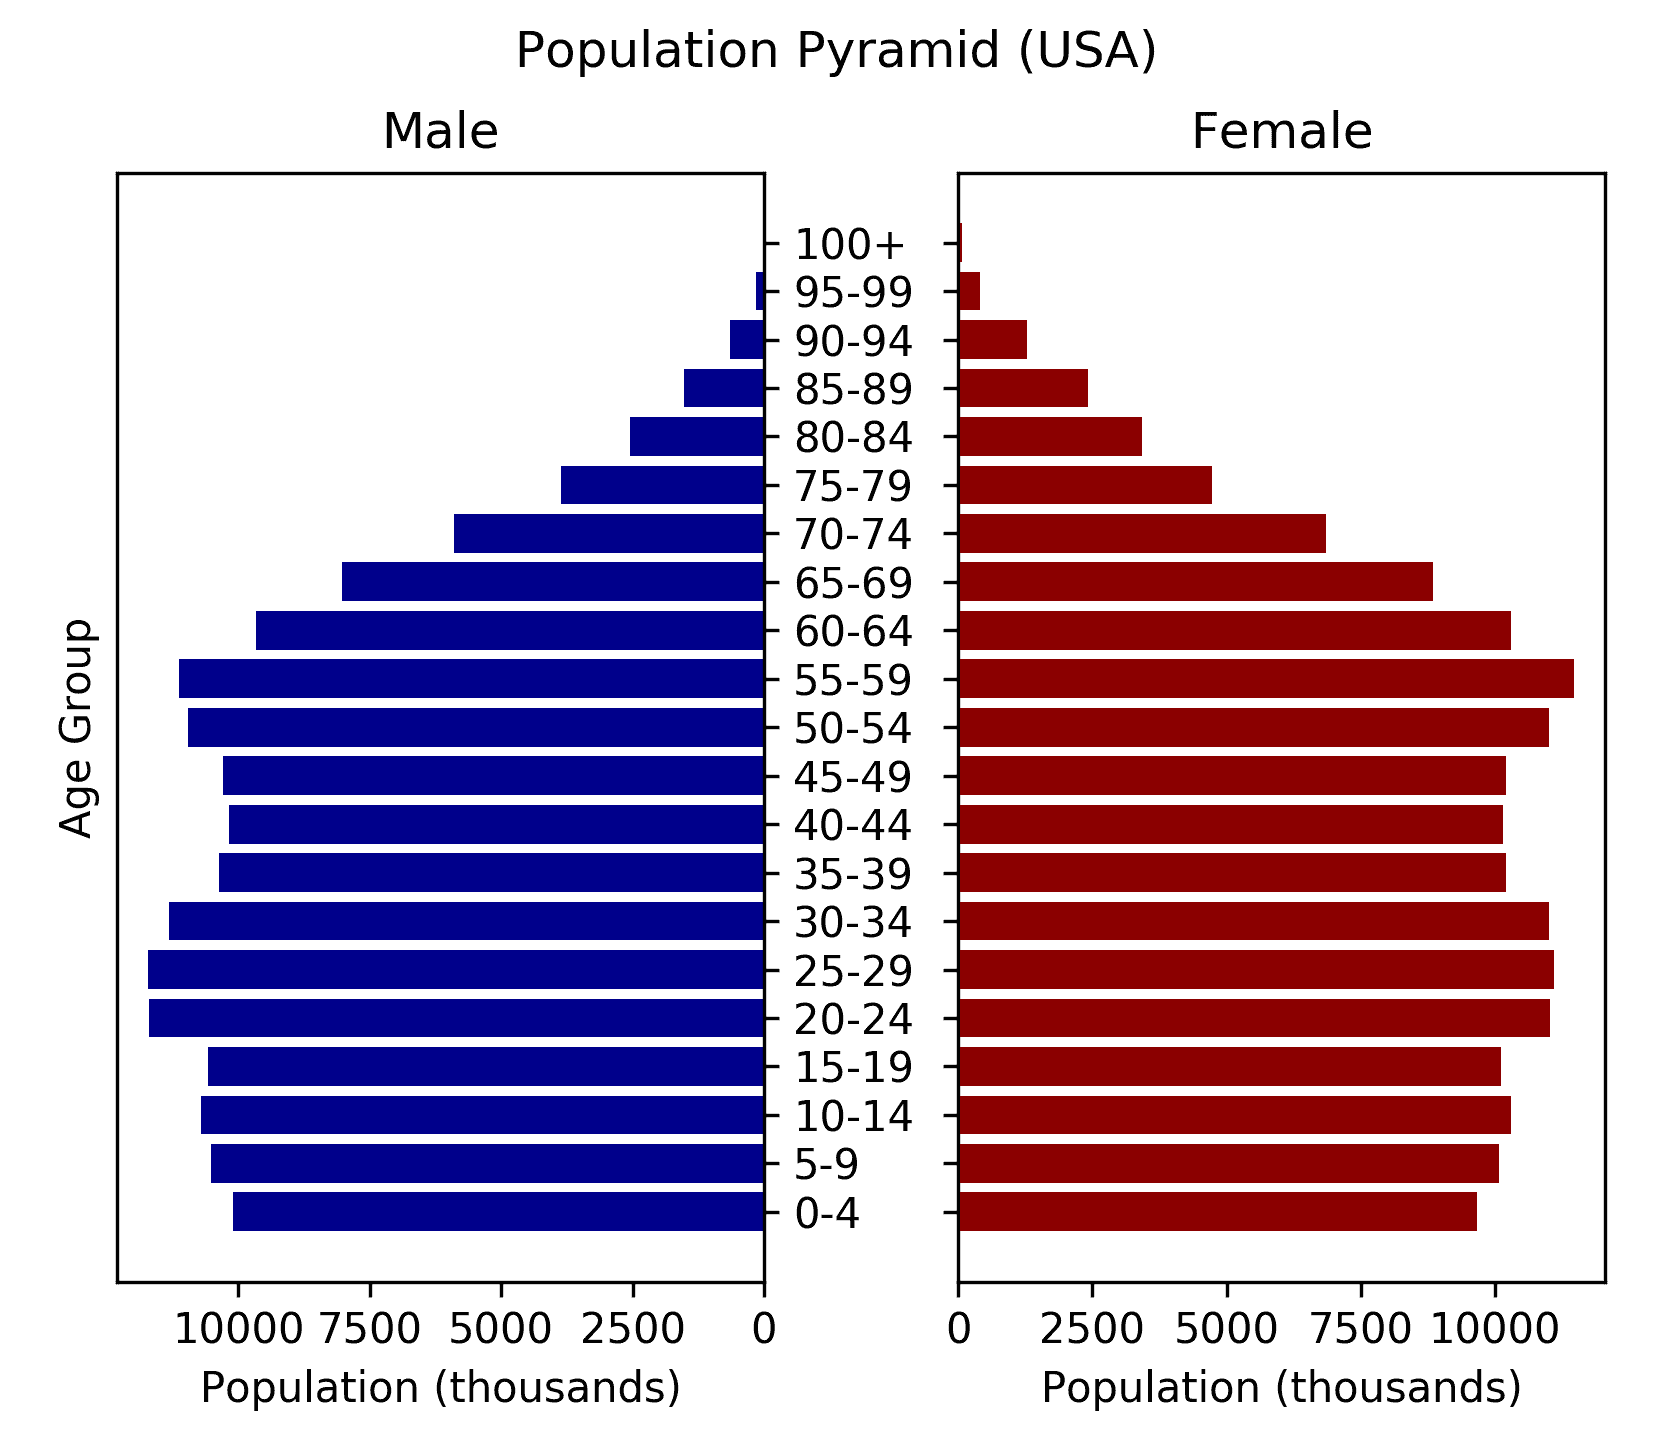 Population Pyramid (USA)
Male
Female
Age Group
100+
95-99
90-94
85-89
80-84
75-79
70-74
65-69
60-64
55-59
50-54
45-49
40-44
35-39
30-34
25-29
20-24
15-19
10-14
5-9
0-4
10000 7500 5000 2500 0
0 2500 5000 7500 10000
Population (thousands)
Population (thousands)